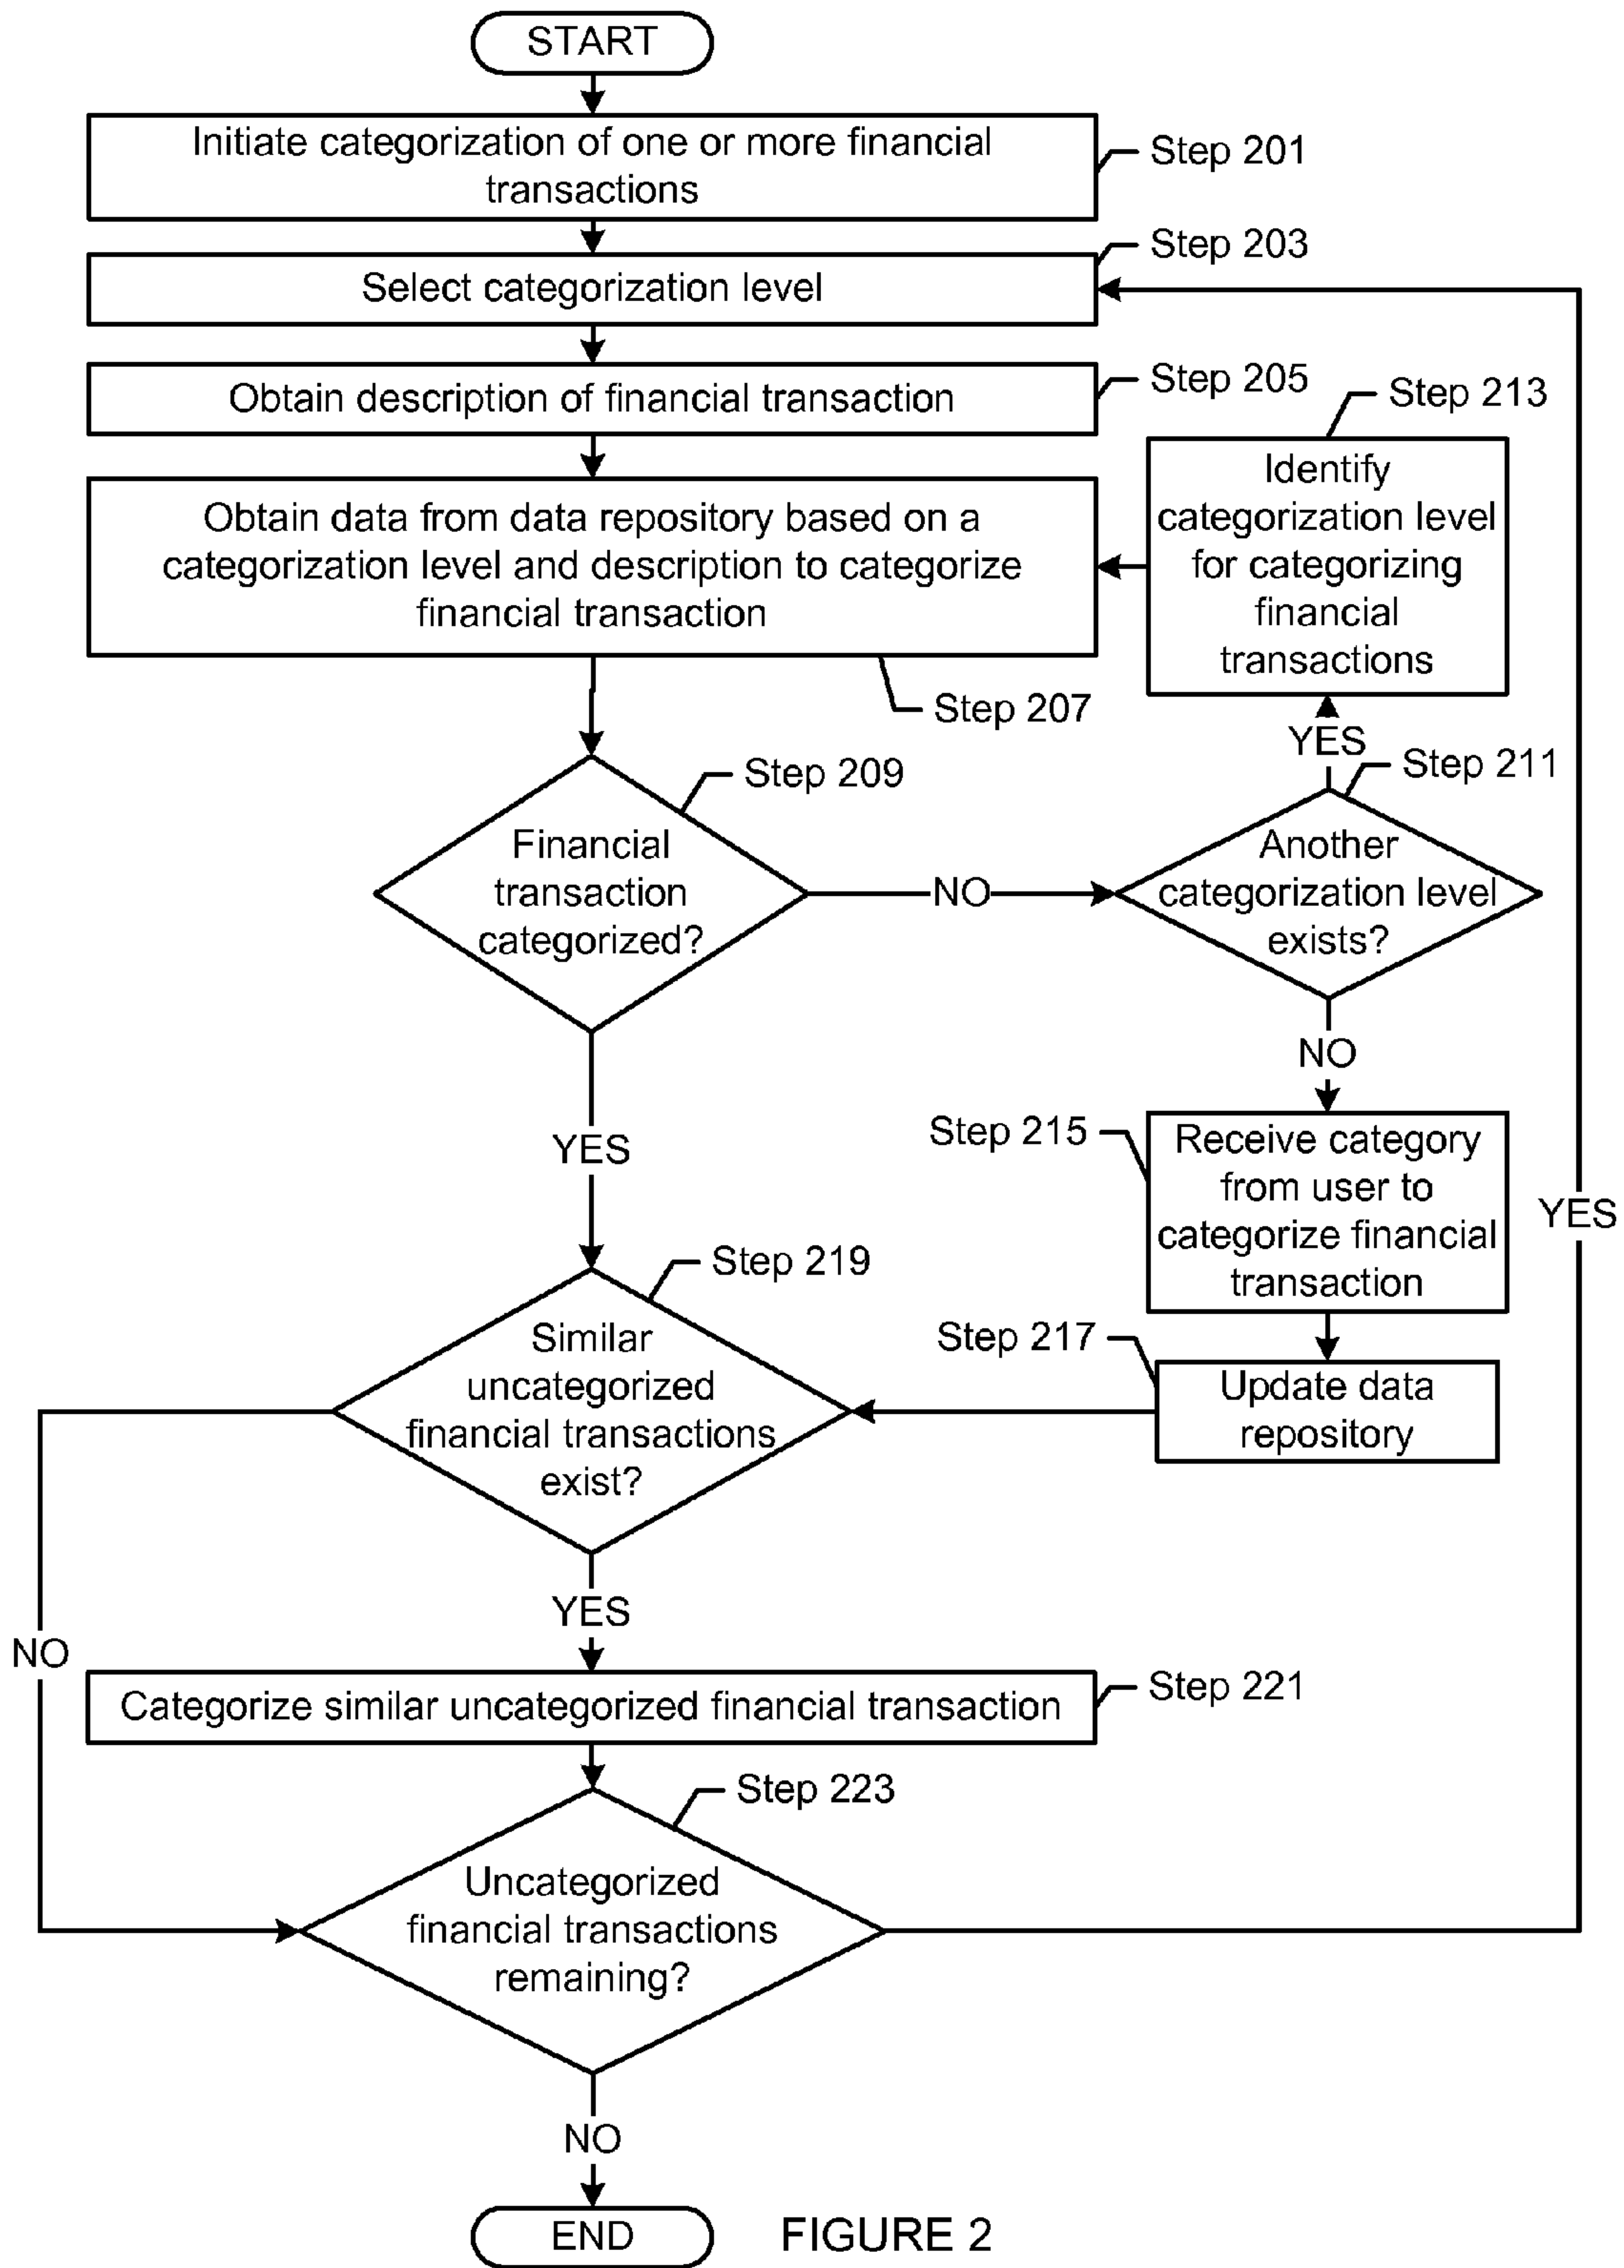 START
Initiate categorization of one or more financial
transactions
Step 201
Step 203
Select categorization level
Step 205
Obtain description of financial transaction
Step 213
Identify
categorization level
for categorizing
financial
transactions
Obtain data from data repository based on a
categorization level and description to categorize
financial transaction
Step 207
YES
Step 211
Step 209
Financial
transaction
categorized?
NO
Another
categorization level
exists?
NO
YES
Step 215
Receive category
from user to
categorize financial
transaction
YES
Step 219
Similar
uncategorized
financial transactions
exist?
Step 217
Update data
repository
YES
NO
Categorize similar uncategorized financial transaction
Step 221
Step 223
Uncategorized
financial transactions
remaining?
NO
END
FIGURE 2